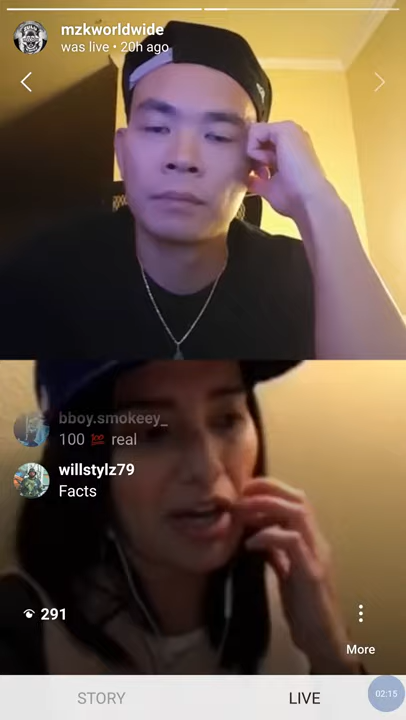 mzkworldwide
was live • 20h ago
bboy.smokeey_
100 💯 real
willstylz79
Facts
291
More
STORY
LIVE
02:15